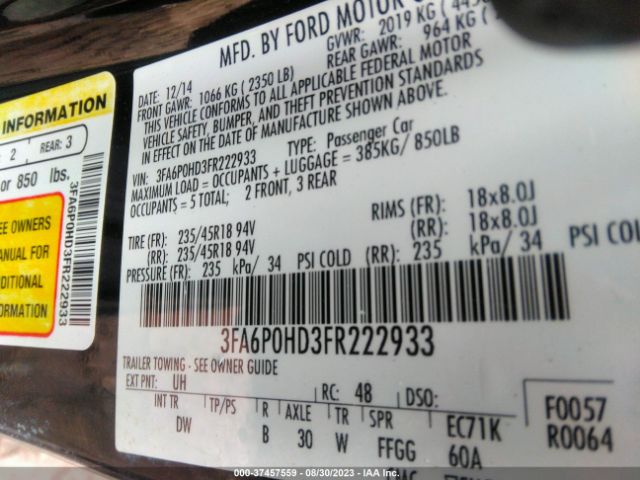 INFORMATION
2 REAR: 3
or 850 lbs.
EE OWNERS
ANUAL FOR
DDITIONAL
FORMATION
3FA6P0HD3FR222933
MFD. BY FORD MOTOR
DATE: 12/14 GVWR: 2019 KG
FRONT GAWR: 1066 KG ( 2350 LB) REAR GAWR: 964 KG
THIS VEHICLE CONFORMS TO ALL APPLICABLE FEDERAL MOTOR
VEHICLE SAFETY, BUMPER, AND THEFT PREVENTION STANDARDS
IN EFFECT ON THE DATE OF MANUFACTURE SHOWN ABOVE.
VIN: 3FA6P0HD3FR222933 TYPE: Passenger Car
MAXIMUM LOAD = OCCUPANTS + LUGGAGE = 385KG/ 850LB
OCCUPANTS = 5 TOTAL; 2 FRONT, 3 REAR
TIRE (FR): 235/45R18 94V RIMS (FR): 18x8.0J
(RR): 235/45R18 94V (RR): 18x8.0J
PRESSURE (FR): 235 kPa/ 34 PSI COLD (RR): 235 kPa/ 34 PSI COL
3FA6P0HD3FR222933
TRAILER TOWING - SEE OWNER GUIDE
EXT PNT: UH RC: 48 DSO:
INT TR TP/PS R AXLE TR SPR EC71K F0057
DW B 30 W FFGG 60A R0064
000-37457559 — 08/30/2023 — IAA Inc.